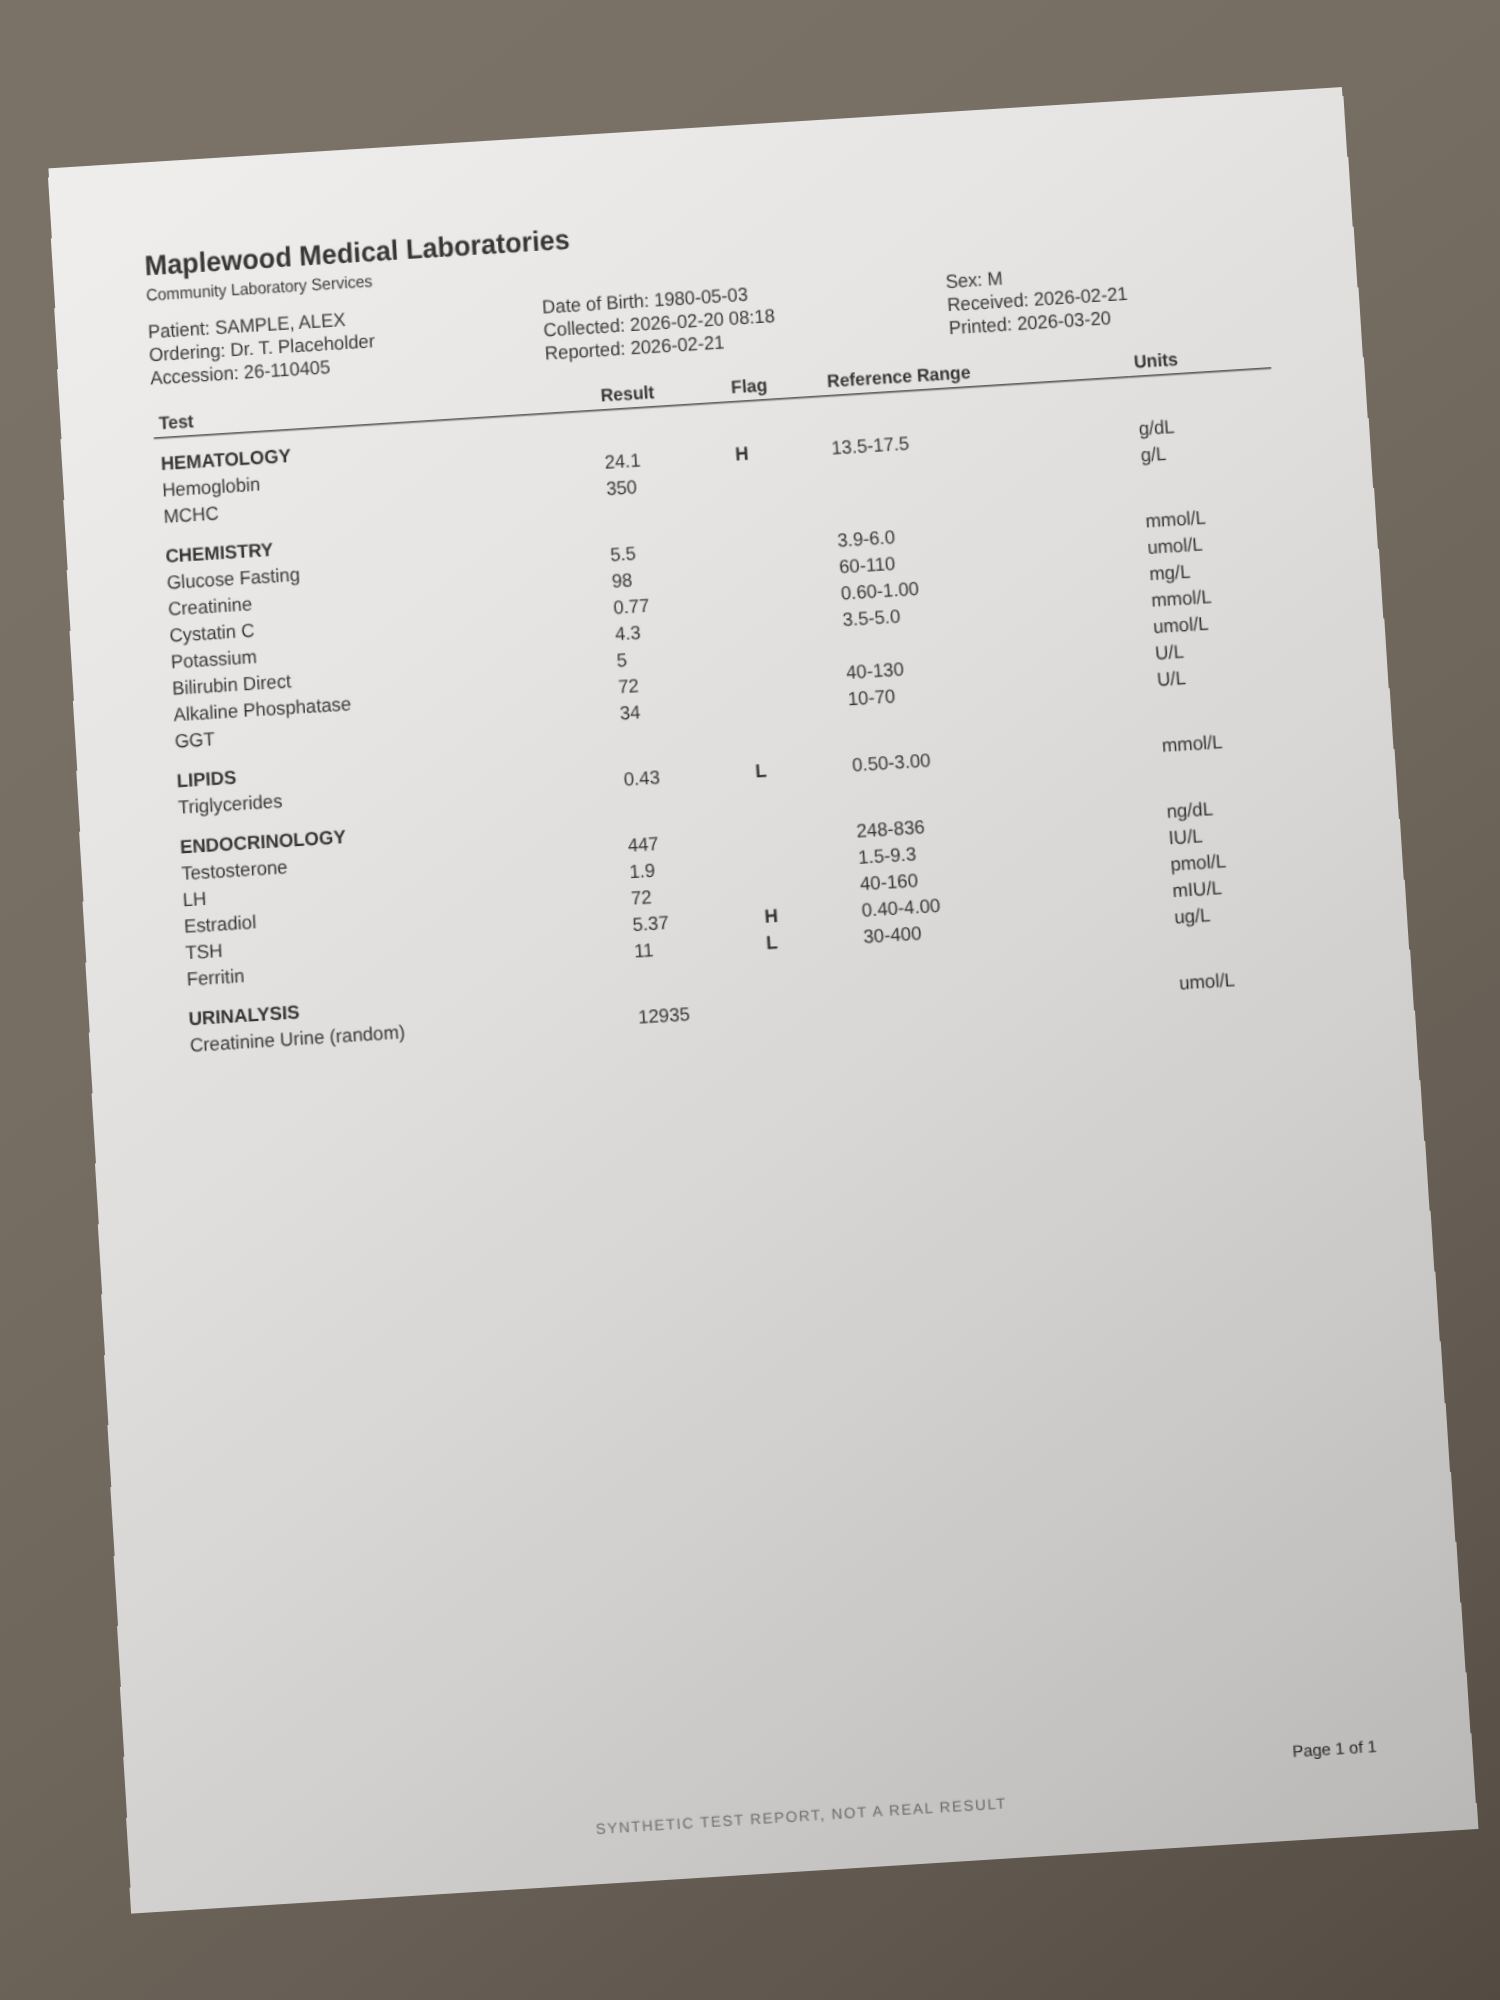 Maplewood Medical Laboratories
Community Laboratory Services
Patient: SAMPLE, ALEX Date of Birth: 1980-05-03 Sex: M
Ordering: Dr. T. Placeholder Collected: 2026-02-20 08:18 Received: 2026-02-21
Accession: 26-110405 Reported: 2026-02-21 Printed: 2026-03-20
Test Result Flag Reference Range Units
HEMATOLOGY
Hemoglobin 24.1 H 13.5-17.5 g/dL
MCHC 350 g/L
CHEMISTRY
Glucose Fasting 5.5 3.9-6.0 mmol/L
Creatinine 98 60-110 umol/L
Cystatin C 0.77 0.60-1.00 mg/L
Potassium 4.3 3.5-5.0 mmol/L
Bilirubin Direct 5 umol/L
Alkaline Phosphatase 72 40-130 U/L
GGT 34 10-70 U/L
LIPIDS
Triglycerides 0.43 L 0.50-3.00 mmol/L
ENDOCRINOLOGY
Testosterone 447 248-836 ng/dL
LH 1.9 1.5-9.3 IU/L
Estradiol 72 40-160 pmol/L
TSH 5.37 H 0.40-4.00 mIU/L
Ferritin 11 L 30-400 ug/L
URINALYSIS
Creatinine Urine (random) 12935 umol/L
Page 1 of 1
SYNTHETIC TEST REPORT, NOT A REAL RESULT